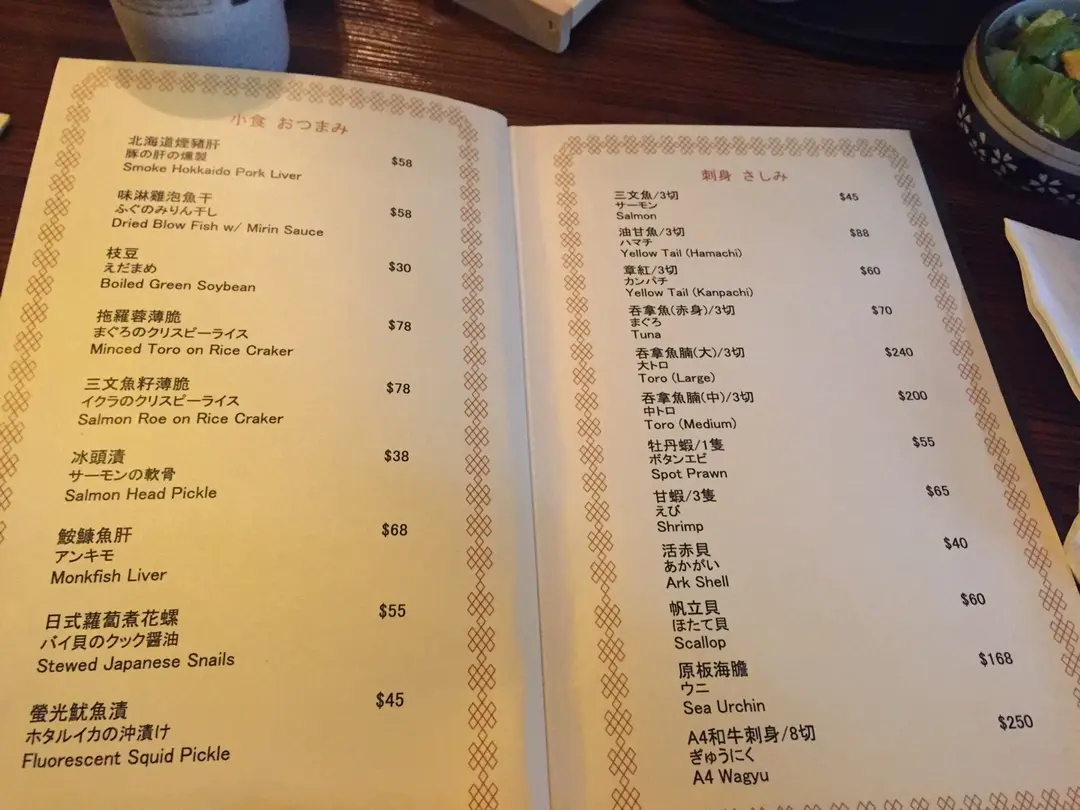 小食 おつまみ
北海道煙豬肝
豚の肝の燻製
Smoke Hokkaido Pork Liver
$58
味淋雞泡魚干
ふぐのみりん干し
Dried Blow Fish w/ Mirin Sauce
$58
枝豆
えだまめ
Boiled Green Soybean
$30
拖羅蓉薄脆
まぐろのクリスピーライス
Minced Toro on Rice Craker
$78
三文魚籽薄脆
イクラのクリスピーライス
Salmon Roe on Rice Craker
$78
冰頭漬
サーモンの軟骨
Salmon Head Pickle
$38
鮟鱇魚肝
アンキモ
Monkfish Liver
$68
日式蘿蔔煮花螺
バイ貝のクック醤油
Stewed Japanese Snails
$55
螢光魷魚漬
ホタルイカの沖漬け
Fluorescent Squid Pickle
$45
刺身 さしみ
三文魚/3切
サーモン
Salmon
$45
油甘魚/3切
ハマチ
Yellow Tail (Hamachi)
$88
章紅/3切
カンパチ
Yellow Tail (Kanpachi)
$60
吞拿魚(赤身)/3切
まぐろ
Tuna
$70
吞拿魚腩(大)/3切
大トロ
Toro (Large)
$240
吞拿魚腩(中)/3切
中トロ
Toro (Medium)
$200
牡丹蝦/1隻
ボタンエビ
Spot Prawn
$55
甘蝦/3隻
えび
Shrimp
$65
活赤貝
あかがい
Ark Shell
$40
帆立貝
ほたて貝
Scallop
$60
原板海膽
ウニ
Sea Urchin
$168
A4和牛刺身/8切
ぎゅうにく
A4 Wagyu
$250